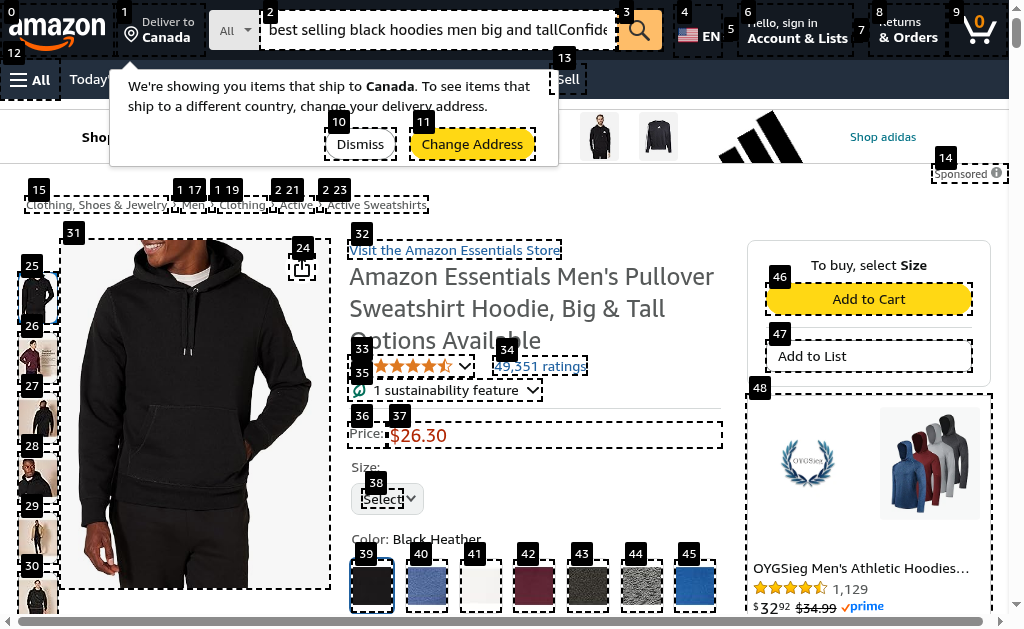 0 1 2 3 4 5 6 7 8 9
amazon
Deliver to
Canada
All
best selling black hoodies men big and tallConfide
EN
Hello, sign in
Account & Lists
Returns
& Orders
0
12 13
All
Today'
Sell
We're showing you items that ship to Canada. To see items that
ship to a different country, change your delivery address.
10 11
Dismiss
Change Address
Shop
Shop adidas
14
Sponsored
15 1 17 1 19 2 21 2 23
Clothing, Shoes & Jewelry › Men › Clothing › Active › Active Sweatshirts
31
24
25
26
27
28
29
30
32
Visit the Amazon Essentials Store
Amazon Essentials Men's Pullover
Sweatshirt Hoodie, Big & Tall
Options Available
33 34
49,351 ratings
35
1 sustainability feature
36 37
Price: $26.30
Size:
38
Select
Color: Black Heather
39 40 41 42 43 44 45
To buy, select Size
46
Add to Cart
47
Add to List
48
OYGSieg
OYGSieg Men's Athletic Hoodies...
1,129
$32 92 $34.99 prime